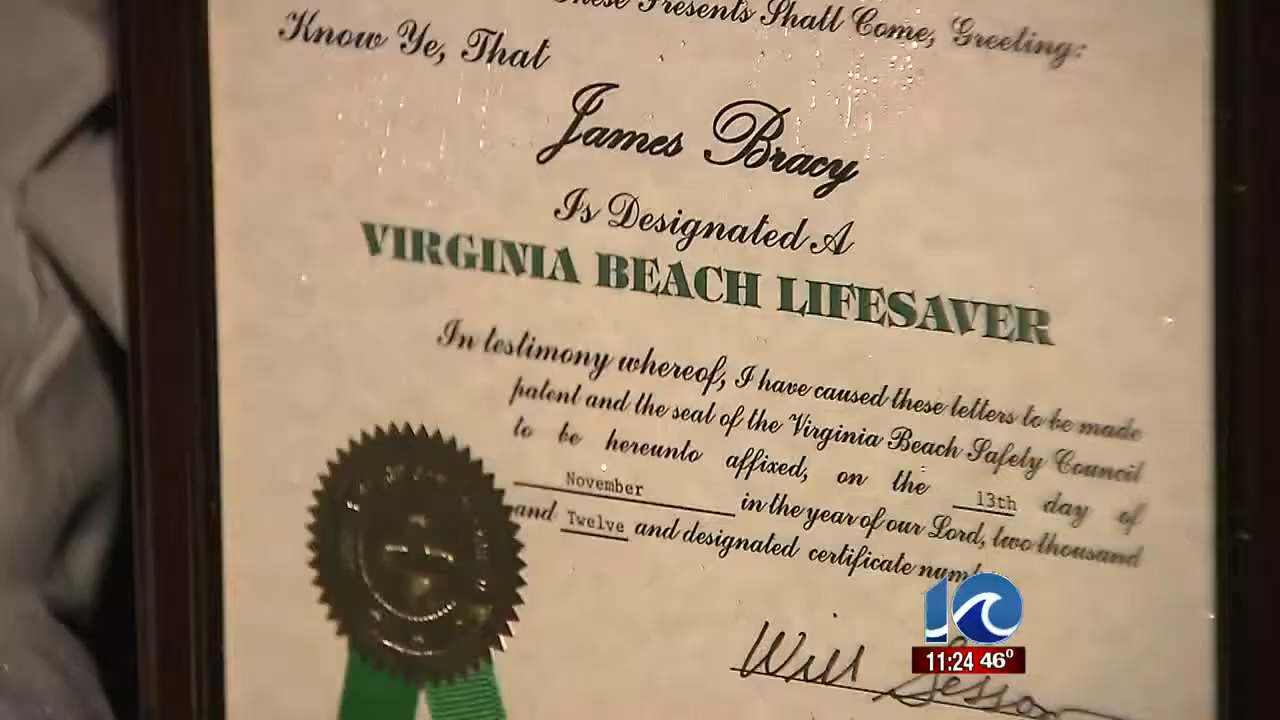 These Presents Shall Come, Greeting:
Know Ye, That
James Bracy
Is Designated A
VIRGINIA BEACH LIFESAVER
In testimony whereof, I have caused these letters to be made
patent and the seal of the Virginia Beach Safety Council
to be hereunto affixed, on the 13th day of
November in the year of our Lord, two thousand
and Twelve and designated certificate num
Will
10
11:24 46°